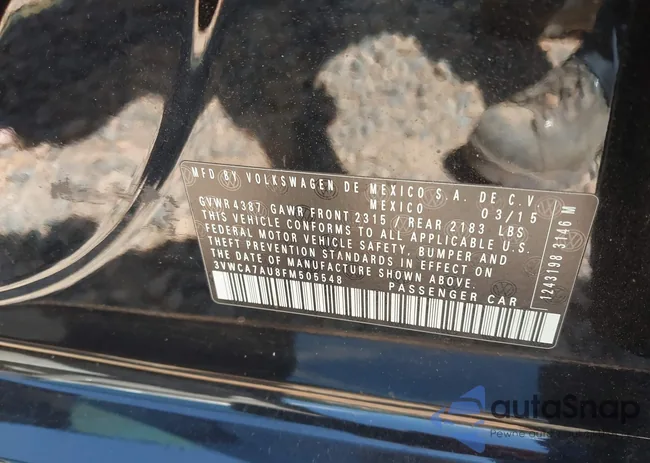 MFD BY VOLKSWAGEN DE MEXICO S.A. DE C.V.
MEXICO 03/15
GVWR 4387, GAWR FRONT 2315 / REAR 2183 LBS
THIS VEHICLE CONFORMS TO ALL APPLICABLE U.S.
FEDERAL MOTOR VEHICLE SAFETY, BUMPER AND
THEFT PREVENTION STANDARDS IN EFFECT ON
THE DATE OF MANUFACTURE SHOWN ABOVE.
3VWCA7AU8FM505548 PASSENGER CAR
1243198 3146 M
autaSnap